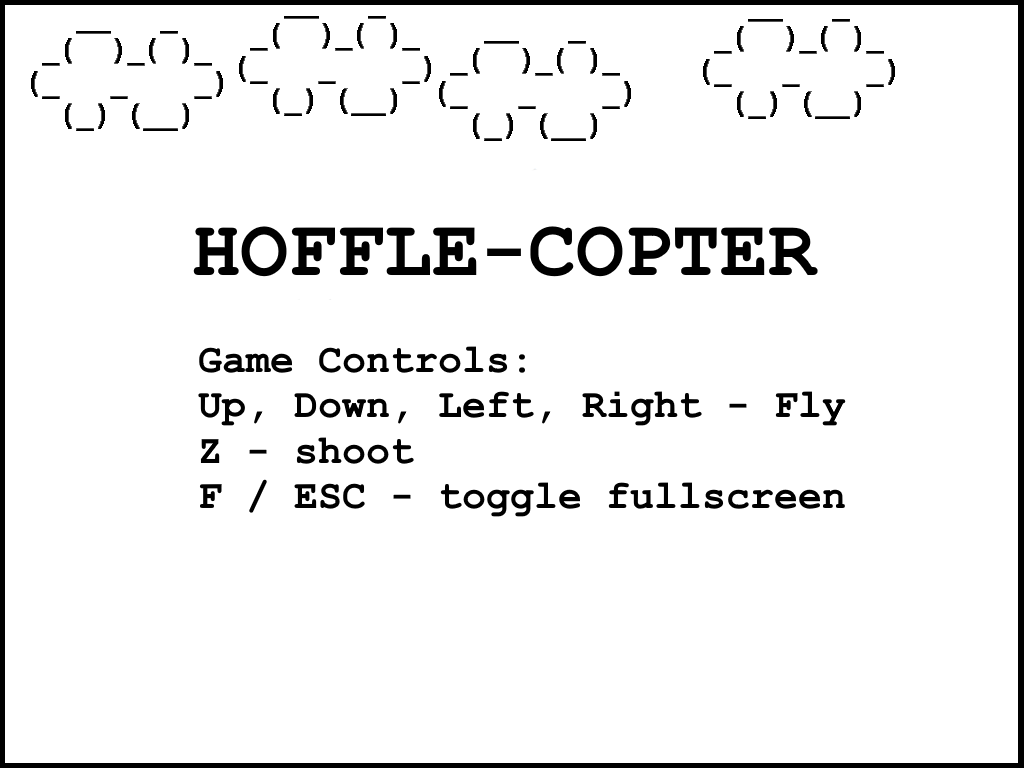 HOFFLE-COPTER
Game Controls:
Up, Down, Left, Right - Fly
Z - shoot
F / ESC - toggle fullscreen